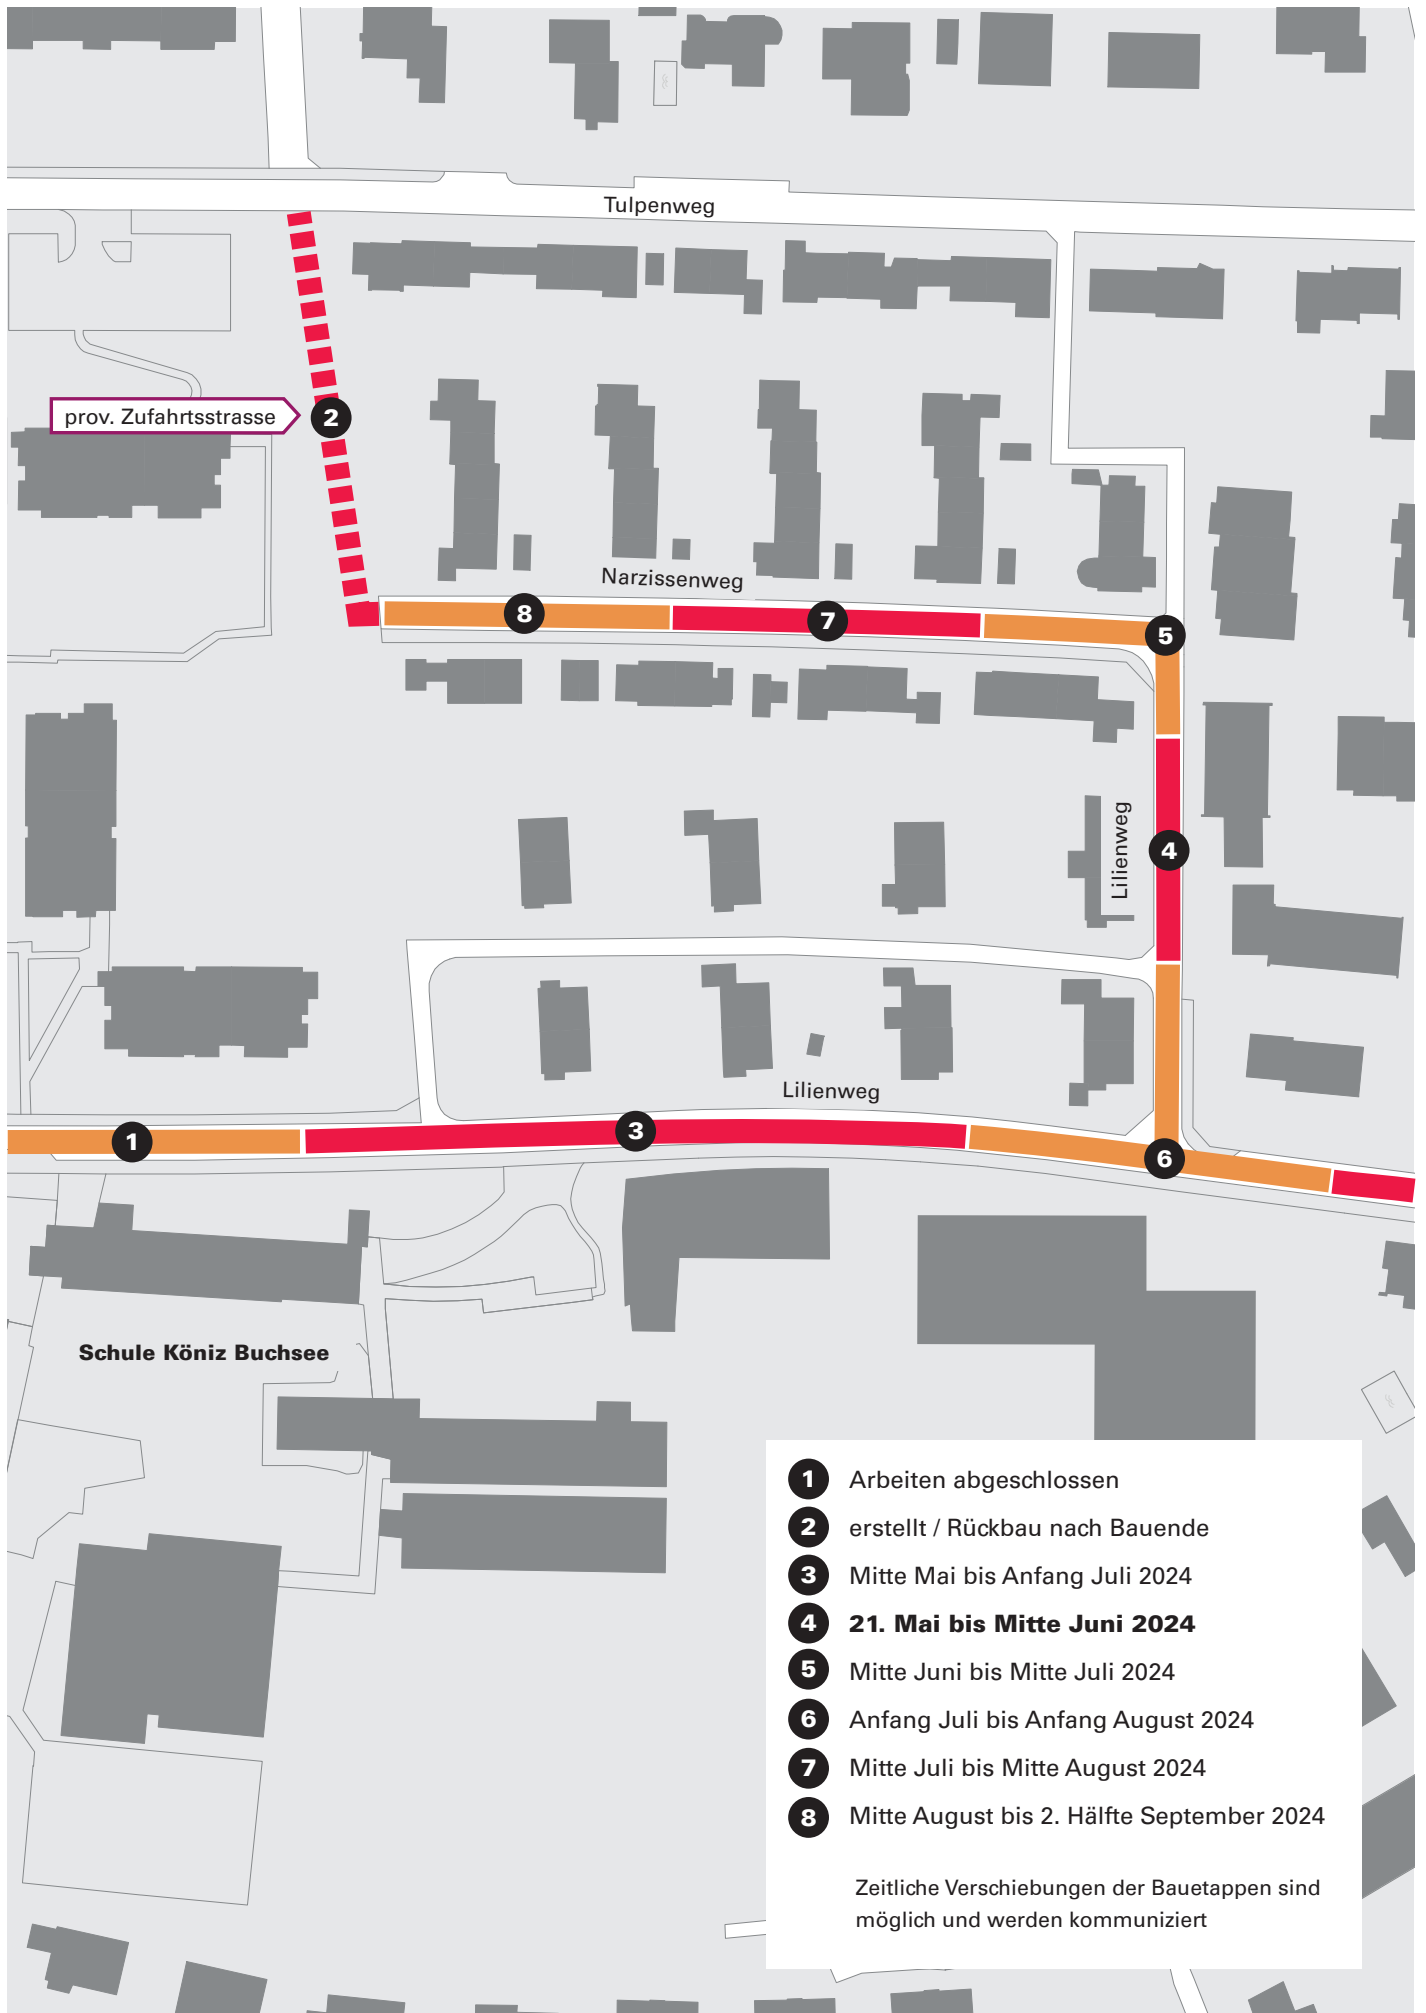 Tulpenweg
prov. Zufahrtsstrasse
2
Narzissenweg
8
7
5
Lilienweg
4
Lilienweg
1
3
6
Schule Köniz Buchsee
1 Arbeiten abgeschlossen
2 erstellt / Rückbau nach Bauende
3 Mitte Mai bis Anfang Juli 2024
4 21. Mai bis Mitte Juni 2024
5 Mitte Juni bis Mitte Juli 2024
6 Anfang Juli bis Anfang August 2024
7 Mitte Juli bis Mitte August 2024
8 Mitte August bis 2. Hälfte September 2024
Zeitliche Verschiebungen der Bauetappen sind
möglich und werden kommuniziert